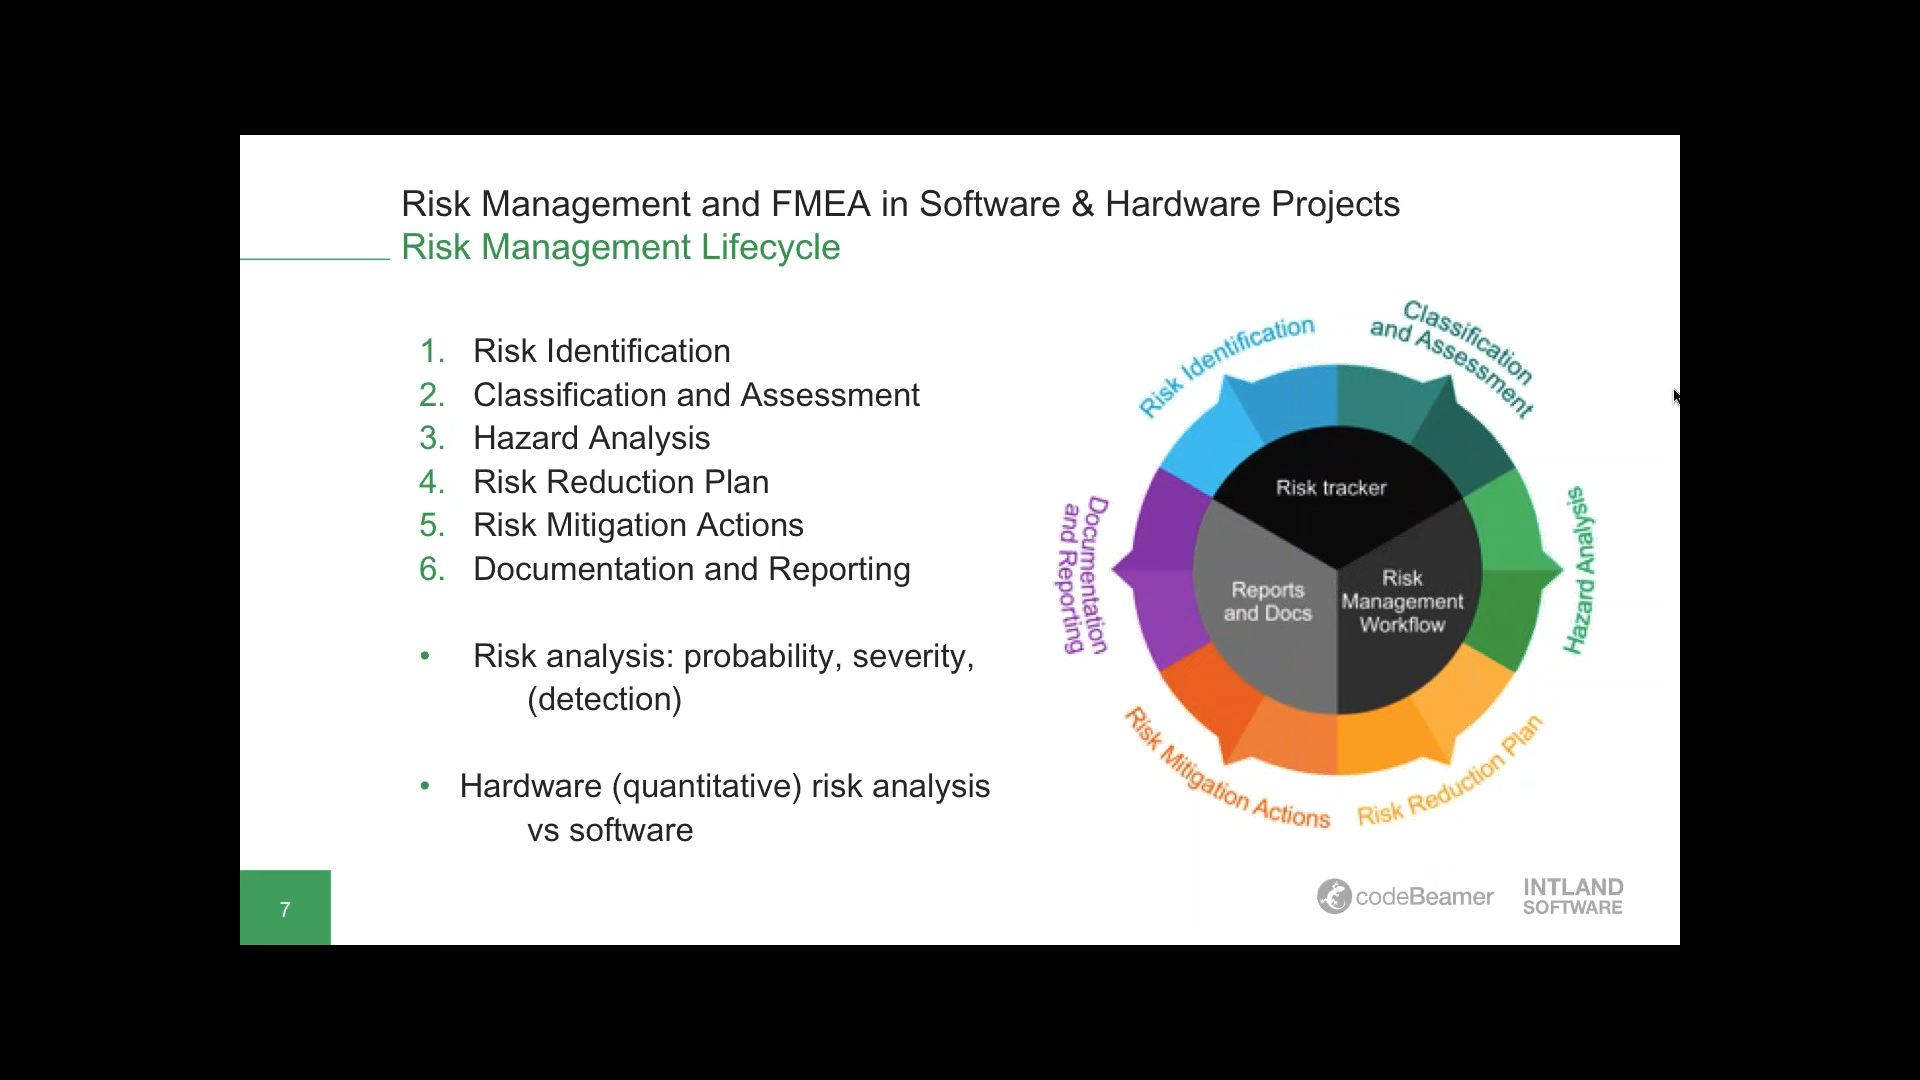 Risk Management and FMEA in Software & Hardware Projects
Risk Management Lifecycle
1. Risk Identification
2. Classification and Assessment
3. Hazard Analysis
4. Risk Reduction Plan
5. Risk Mitigation Actions
6. Documentation and Reporting
• Risk analysis: probability, severity,
(detection)
• Hardware (quantitative) risk analysis
vs software
Risk Identification
Classification
and Assessment
Hazard Analysis
Risk Reduction Plan
Risk Mitigation Actions
Documentation
and Reporting
Risk tracker
Risk
Management
Workflow
Reports
and Docs
7
codeBeamer
INTLAND
SOFTWARE